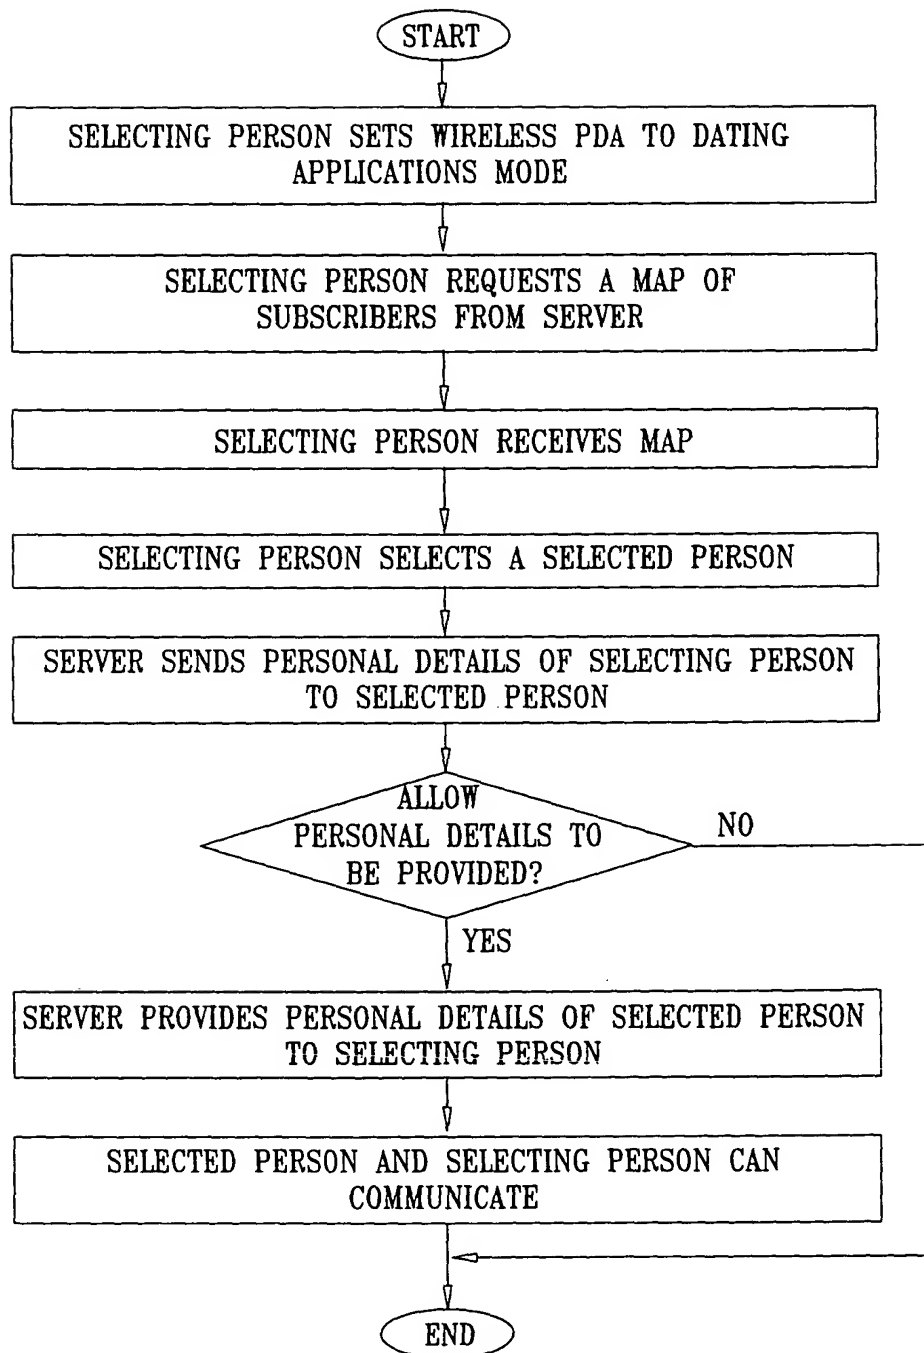 START
SELECTING PERSON SETS WIRELESS PDA TO DATING
APPLICATIONS MODE
SELECTING PERSON REQUESTS A MAP OF
SUBSCRIBERS FROM SERVER
SELECTING PERSON RECEIVES MAP
SELECTING PERSON SELECTS A SELECTED PERSON
SERVER SENDS PERSONAL DETAILS OF SELECTING PERSON
TO SELECTED PERSON
ALLOW
PERSONAL DETAILS TO
BE PROVIDED?
NO
YES
SERVER PROVIDES PERSONAL DETAILS OF SELECTED PERSON
TO SELECTING PERSON
SELECTED PERSON AND SELECTING PERSON CAN
COMMUNICATE
END